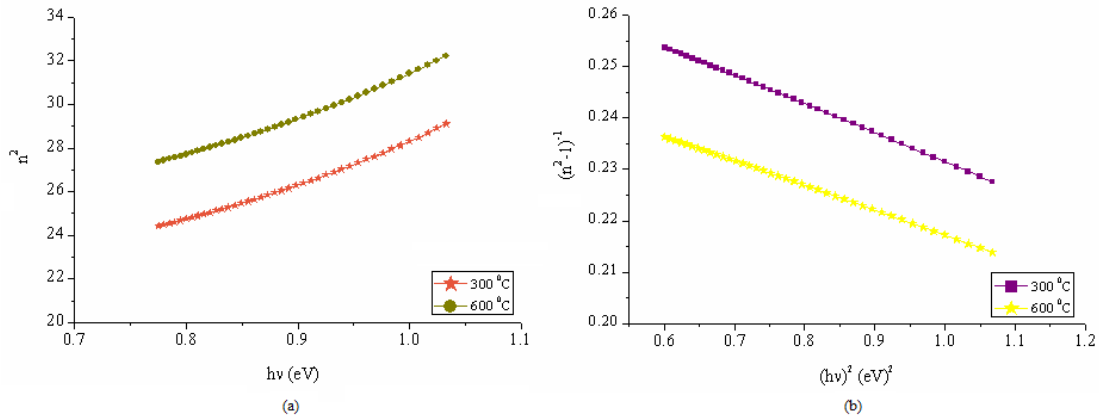 34
32
30
28
26
24
22
20
n²
0.7 0.8 0.9 1.0 1.1
hν (eV)
300 ⁰C
600 ⁰C
(a)
0.26
0.25
0.24
0.23
0.22
0.21
0.20
(n²-1)⁻¹
0.6 0.7 0.8 0.9 1.0 1.1 1.2
(hν)² (eV)²
300 ⁰C
600 ⁰C
(b)